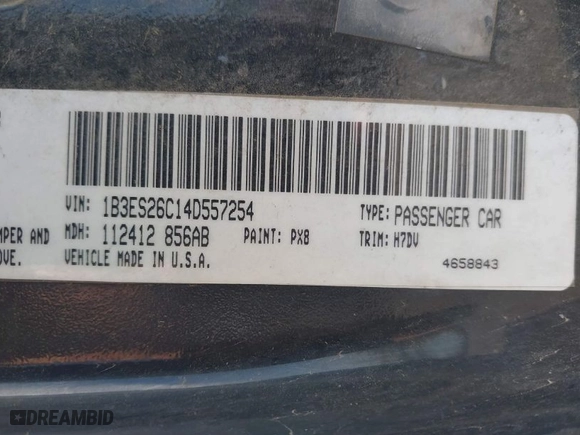 VIN: 1B3ES26C14D557254 TYPE: PASSENGER CAR
MPER AND MDH: 112412 856AB PAINT: PX8 TRIM: H7DV
OVE. VEHICLE MADE IN U.S.A. 4658843
DREAMBID